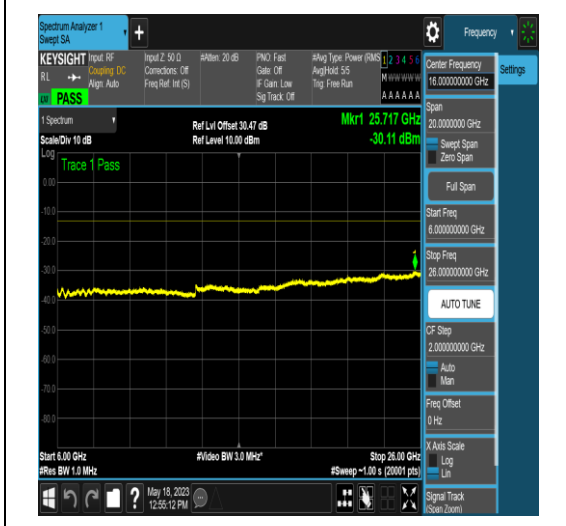 Spectrum Analyzer 1
Swept SA
+
Frequency
KEYSIGHT
RL
PASS
Input: RF
Coupling: DC
Align: Auto
Input Z: 50 Ω
Corrections: Off
Freq Ref: Int (S)
#Atten: 20 dB
PNO: Fast
Gate: Off
IF Gain: Low
Sig Track: Off
#Avg Type: Power (RMS
AvgHold: 5/5
Trig: Free Run
1 2 3 4 5 6
M W W W W W
A A A A A A
1 Spectrum
Scale/Div 10 dB
Ref Lvl Offset 30.47 dB
Ref Level 10.00 dBm
Mkr1 25.717 GHz
-30.11 dBm
Log
Trace 1 Pass
1
0.00
-10.0
-20.0
-30.0
-40.0
-50.0
-60.0
-70.0
-80.0
Start 6.00 GHz
#Res BW 1.0 MHz
#Video BW 3.0 MHz*
Stop 26.00 GHz
#Sweep ~1.00 s (20001 pts)
Center Frequency
16.000000000 GHz
Settings
Span
20.0000000 GHz
Swept Span
Zero Span
Full Span
Start Freq
6.000000000 GHz
Stop Freq
26.000000000 GHz
AUTO TUNE
CF Step
2.000000000 GHz
Auto
Man
Freq Offset
0 Hz
X Axis Scale
Log
Lin
Signal Track
(Span Zoom)
?
May 18, 2023
12:55:12 PM